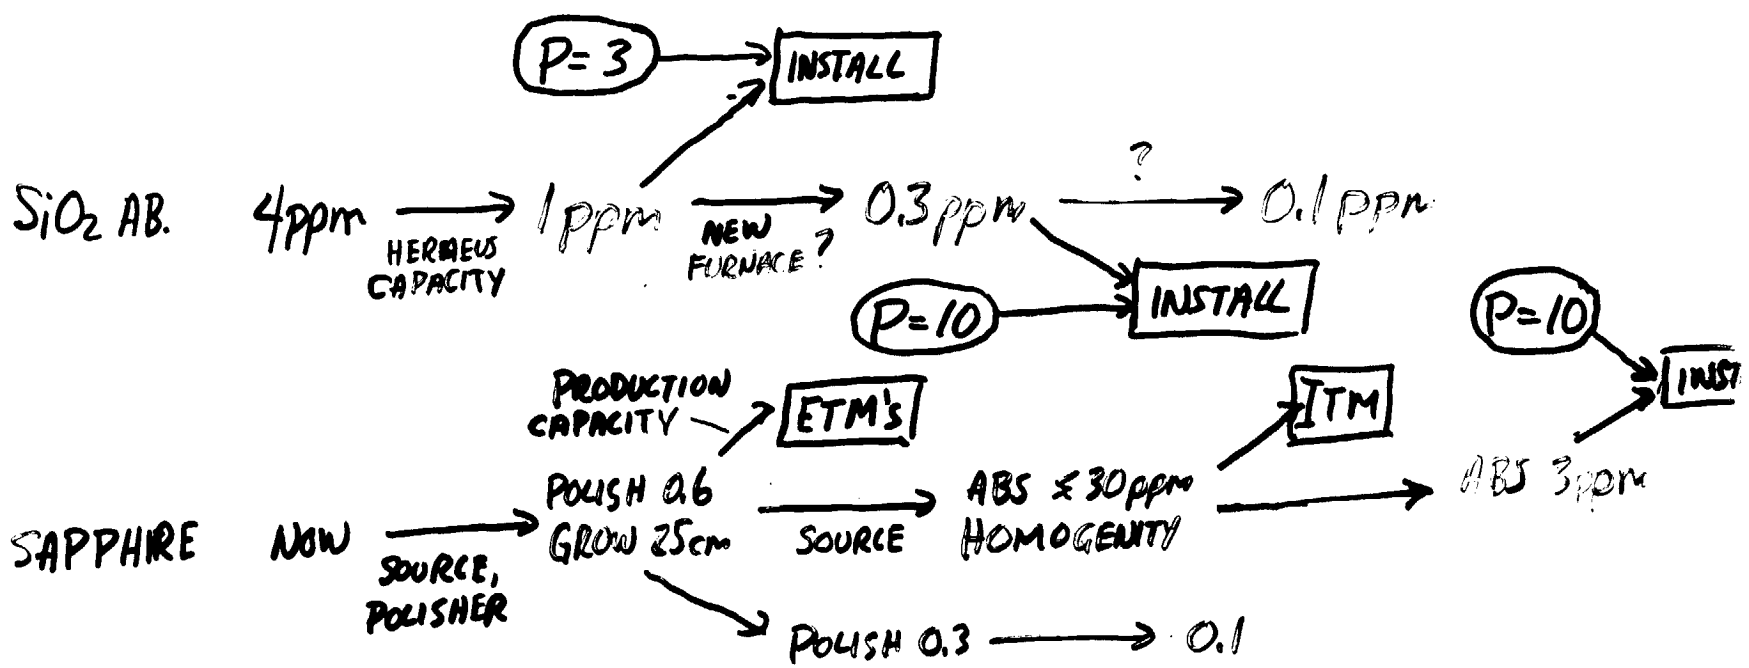 P=3
INSTALL
SiO2 AB. 4ppm 1ppm 0.3ppm ? 0.1ppm
HERAEUS
CAPACITY
NEW
FURNACE?
P=10
INSTALL
P=10
INST
PRODUCTION
CAPACITY
ETM's
ITM
POLISH 0.6
GROW 25cm
ABS ≤30ppm
HOMOGENITY
ABS 3ppm
SAPPHIRE NOW
SOURCE,
POLISHER
SOURCE
POLISH 0.3 0.1